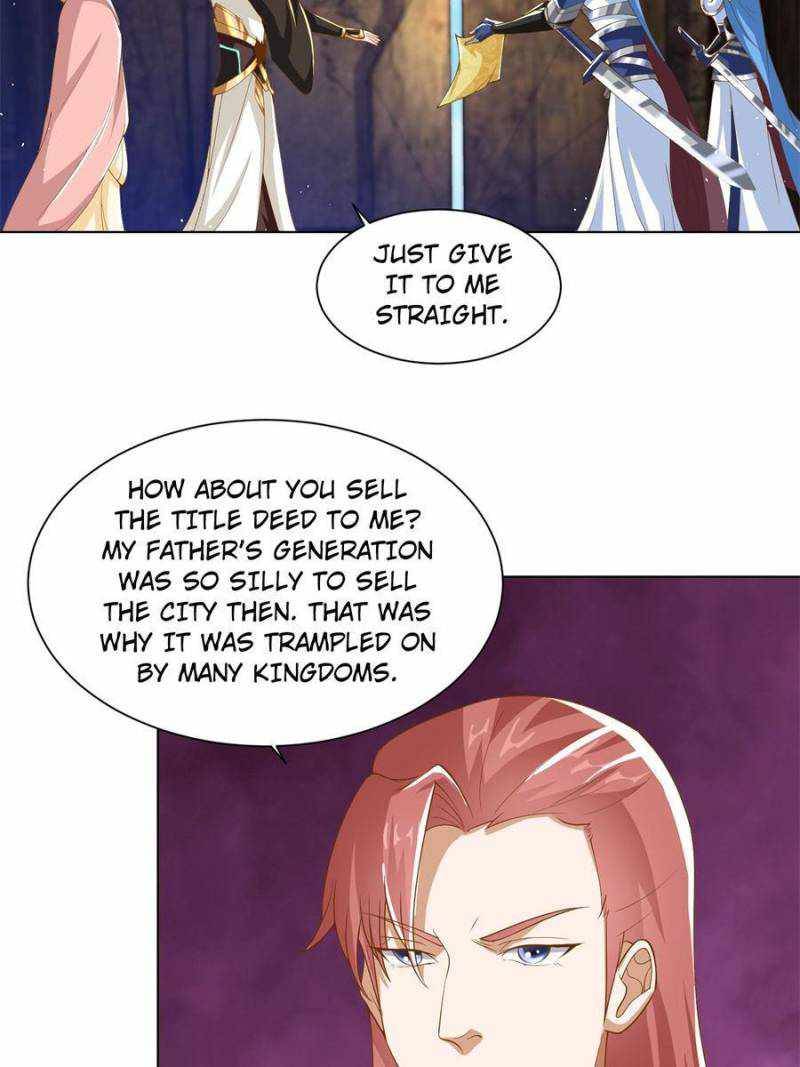 JUST GIVE
IT TO ME
STRAIGHT.
HOW ABOUT YOU SELL
THE TITLE DEED TO ME?
MY FATHER'S GENERATION
WAS SO SILLY TO SELL
THE CITY THEN. THAT WAS
WHY IT WAS TRAMPLED ON
BY MANY KINGDOMS.